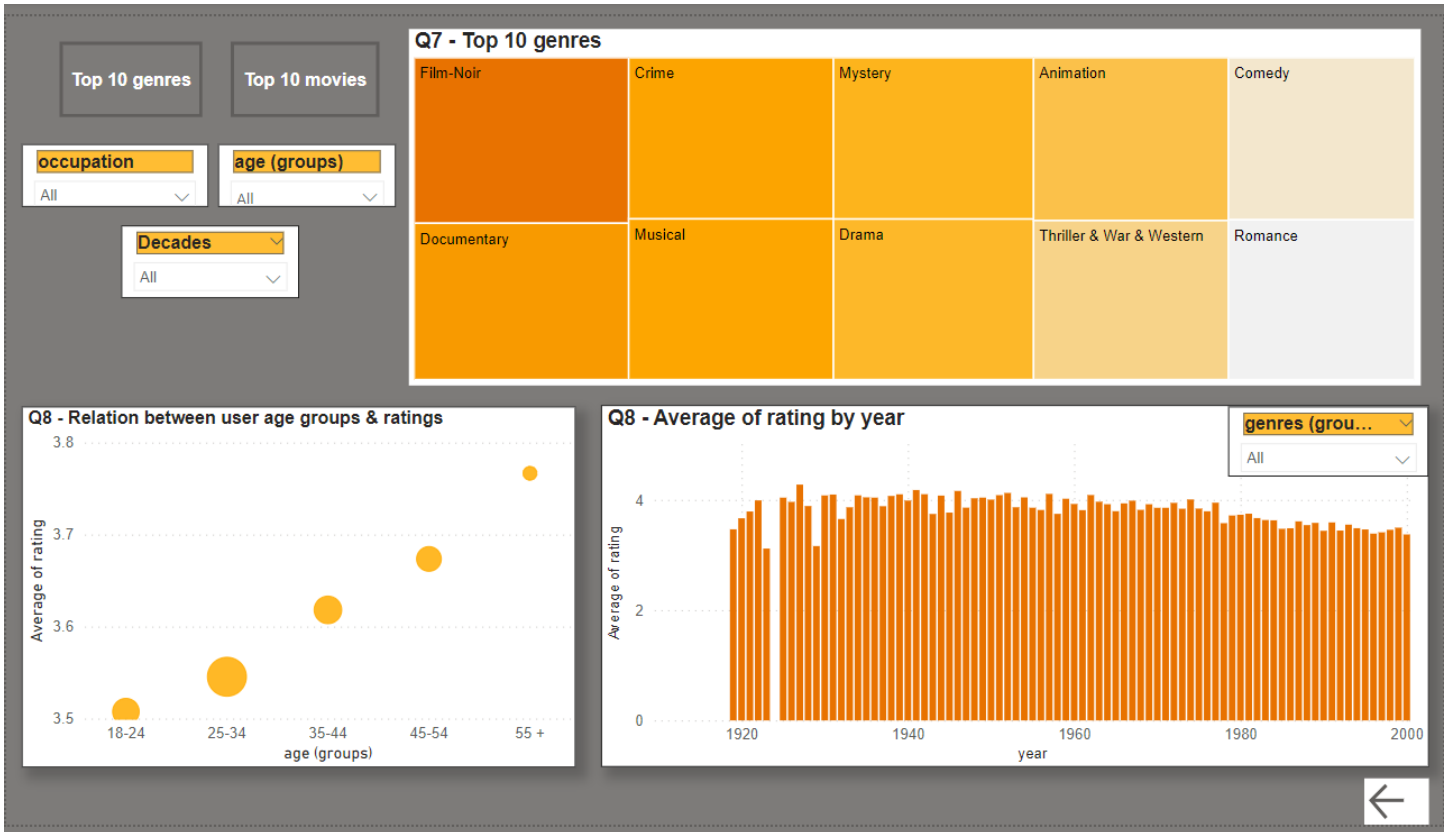 Top 10 genres
Top 10 movies
occupation
All
age (groups)
All
Decades
All
Q7 - Top 10 genres
Film-Noir
Crime
Mystery
Animation
Comedy
Documentary
Musical
Drama
Thriller & War & Western
Romance
Q8 - Relation between user age groups & ratings
Average of rating
3.8
3.7
3.6
3.5
18-24
25-34
35-44
45-54
55 +
age (groups)
Q8 - Average of rating by year
genres (grou...
All
Average of rating
4
2
0
1920
1940
1960
1980
2000
year